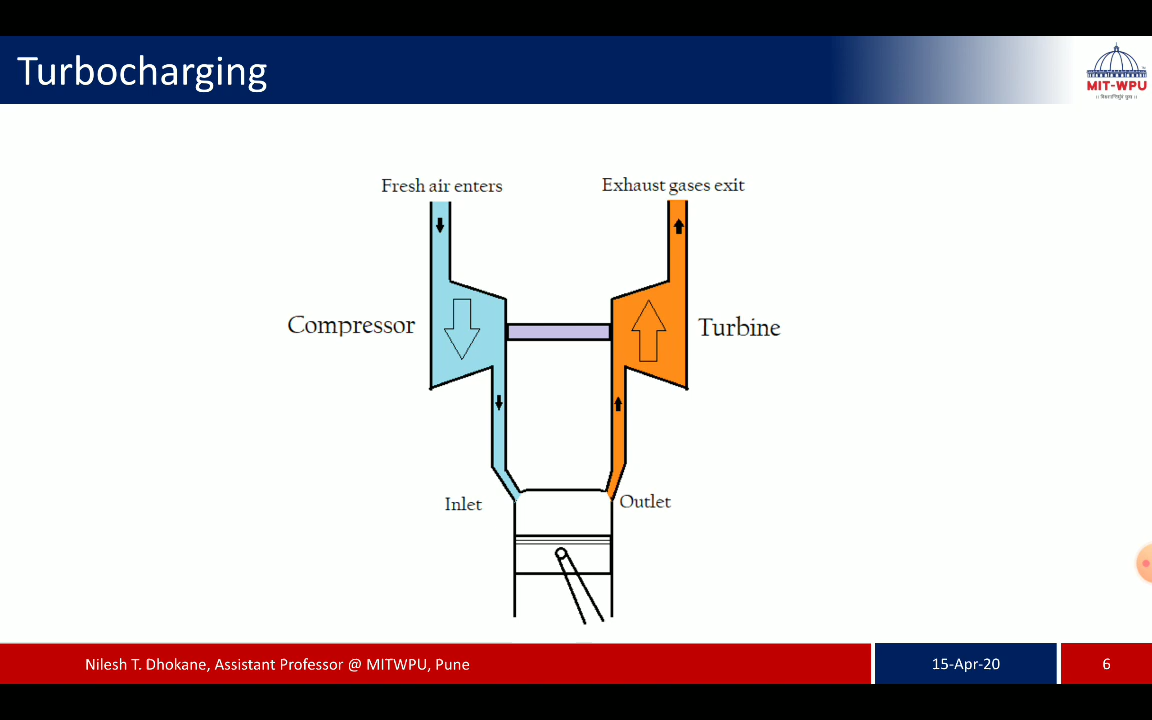 Turbocharging
MIT-WPU
Fresh air enters
Exhaust gases exit
Compressor
Turbine
Inlet
Outlet
Nilesh T. Dhokane, Assistant Professor @ MITWPU, Pune
15-Apr-20
6